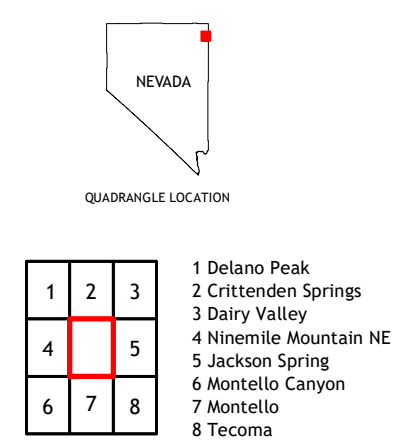 NEVADA
QUADRANGLE LOCATION
1 2 3
4 5
6 7 8
1 Delano Peak
2 Crittenden Springs
3 Dairy Valley
4 Ninemile Mountain NE
5 Jackson Spring
6 Montello Canyon
7 Montello
8 Tecoma